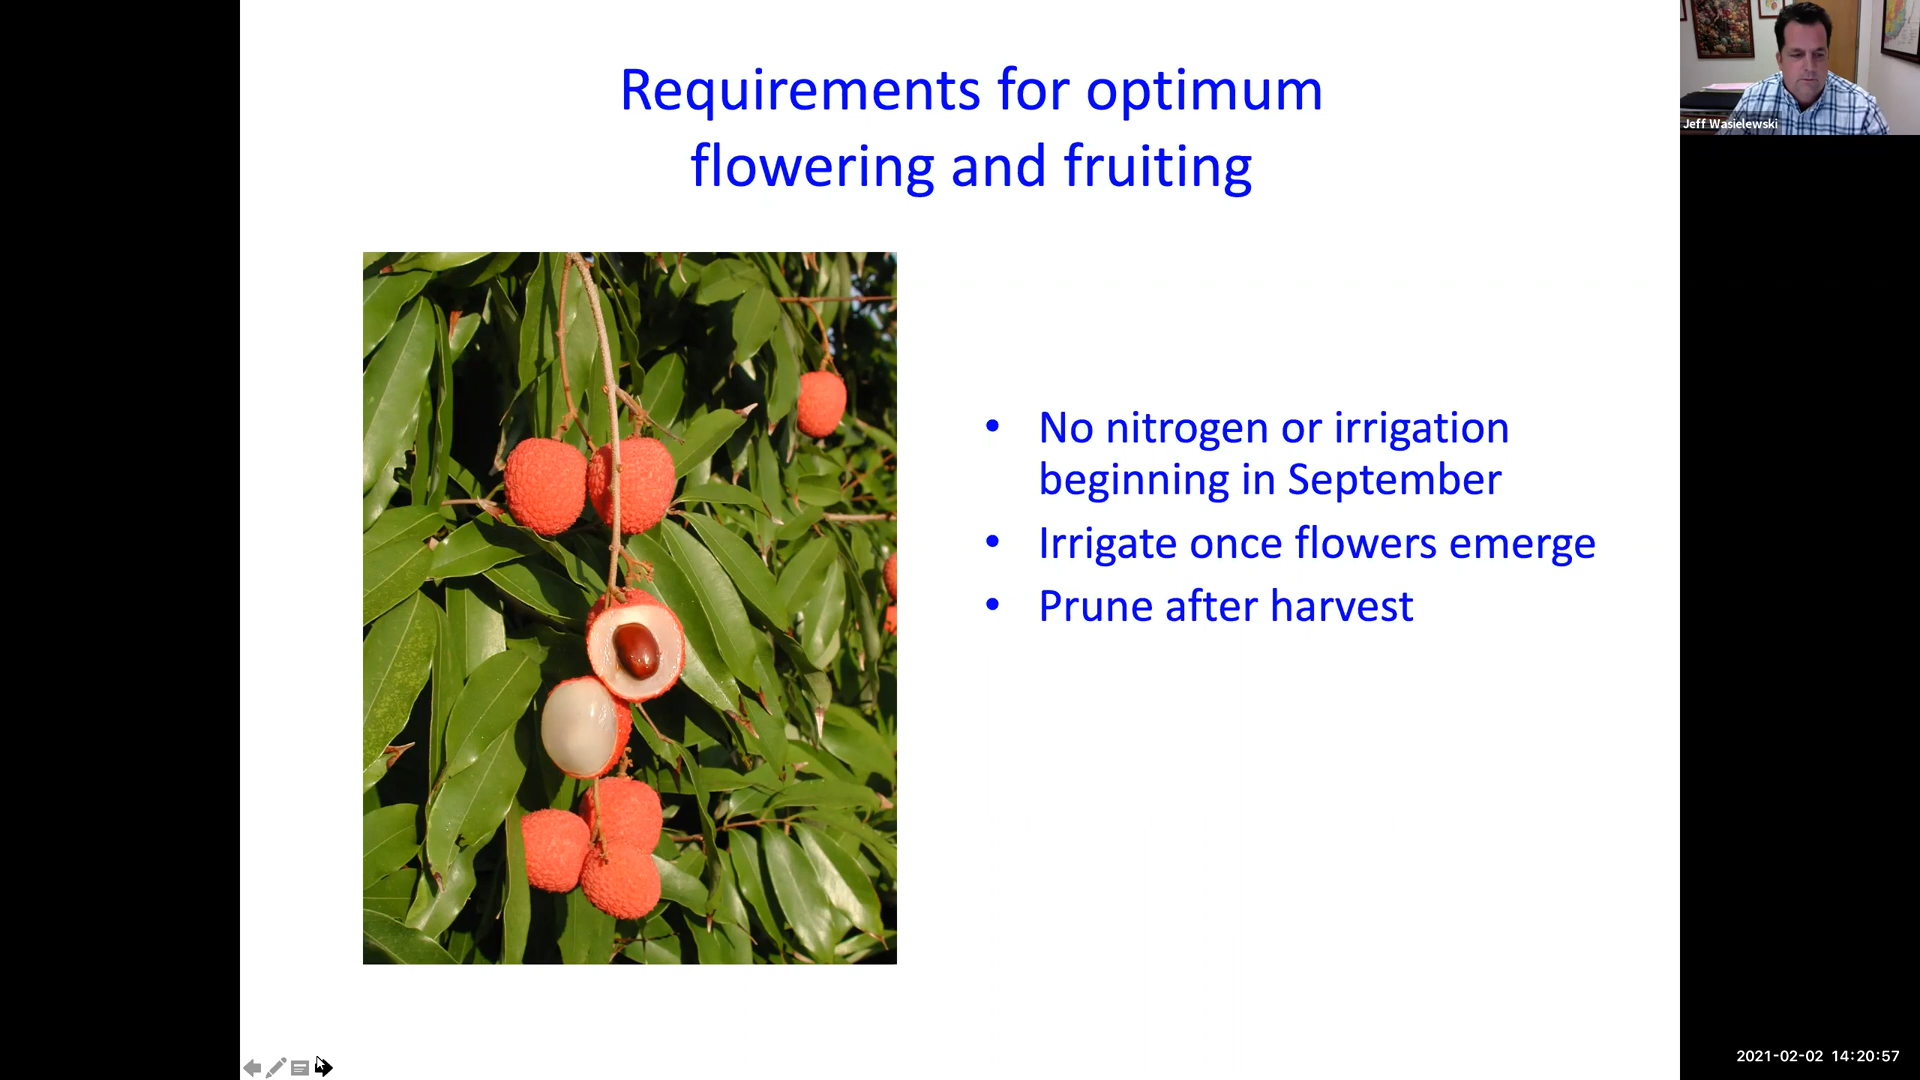 Requirements for optimum
flowering and fruiting
Jeff Wasielewski
• No nitrogen or irrigation
beginning in September
• Irrigate once flowers emerge
• Prune after harvest
2021-02-02 14:20:57